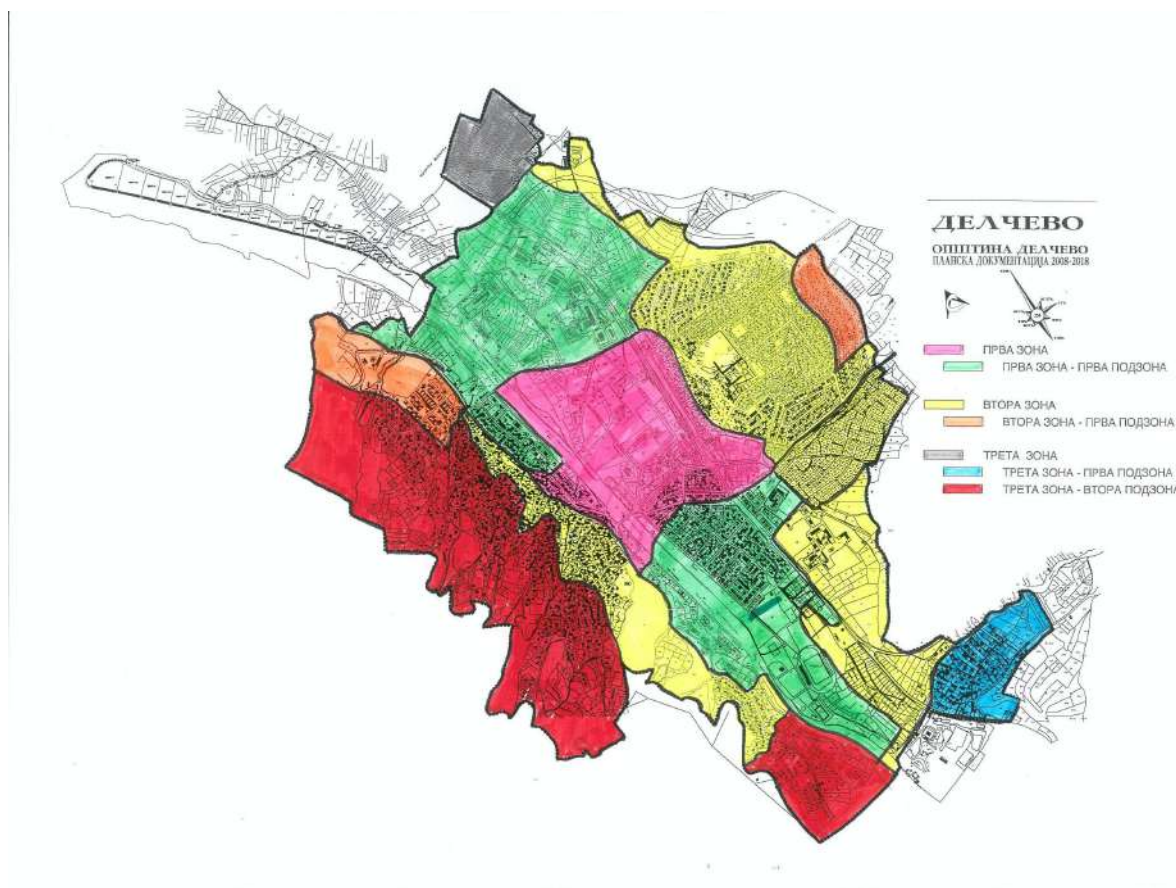 ДЕЛЧЕВО
ОПШТИНА ДЕЛЧЕВО
ПЛАНСКА ДОКУМЕНТАЦИЈА 2008-2018
ПРВА ЗОНА
ПРВА ЗОНА - ПРВА ПОДЗОНА
ВТОРА ЗОНА
ВТОРА ЗОНА - ПРВА ПОДЗОНА
ТРЕТА ЗОНА
ТРЕТА ЗОНА - ПРВА ПОДЗОНА
ТРЕТА ЗОНА - ВТОРА ПОДЗОНА